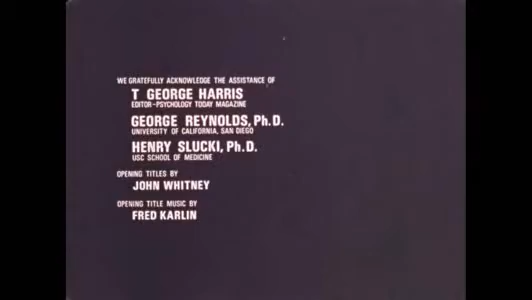 WE GRATEFULLY ACKNOWLEDGE THE ASSISTANCE OF
T GEORGE HARRIS
EDITOR-PSYCHOLOGY TODAY MAGAZINE
GEORGE REYNOLDS, Ph.D.
UNIVERSITY OF CALIFORNIA, SAN DIEGO
HENRY SLUCKI, Ph.D.
USC SCHOOL OF MEDICINE
OPENING TITLES BY
JOHN WHITNEY
OPENING TITLE MUSIC BY
FRED KARLIN